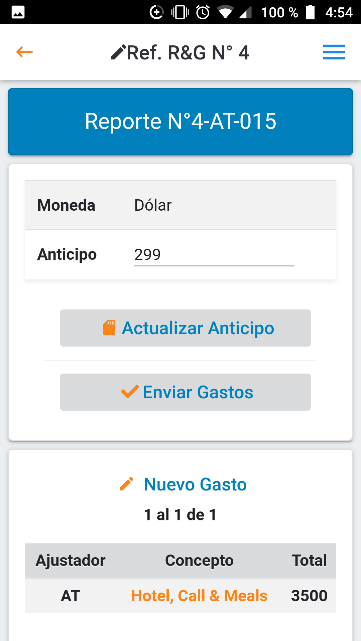 100 % 4:54
Ref. R&G N° 4
Reporte N°4-AT-015
Moneda Dólar
Anticipo 299
Actualizar Anticipo
Enviar Gastos
Nuevo Gasto
1 al 1 de 1
Ajustador Concepto Total
AT Hotel, Call & Meals 3500